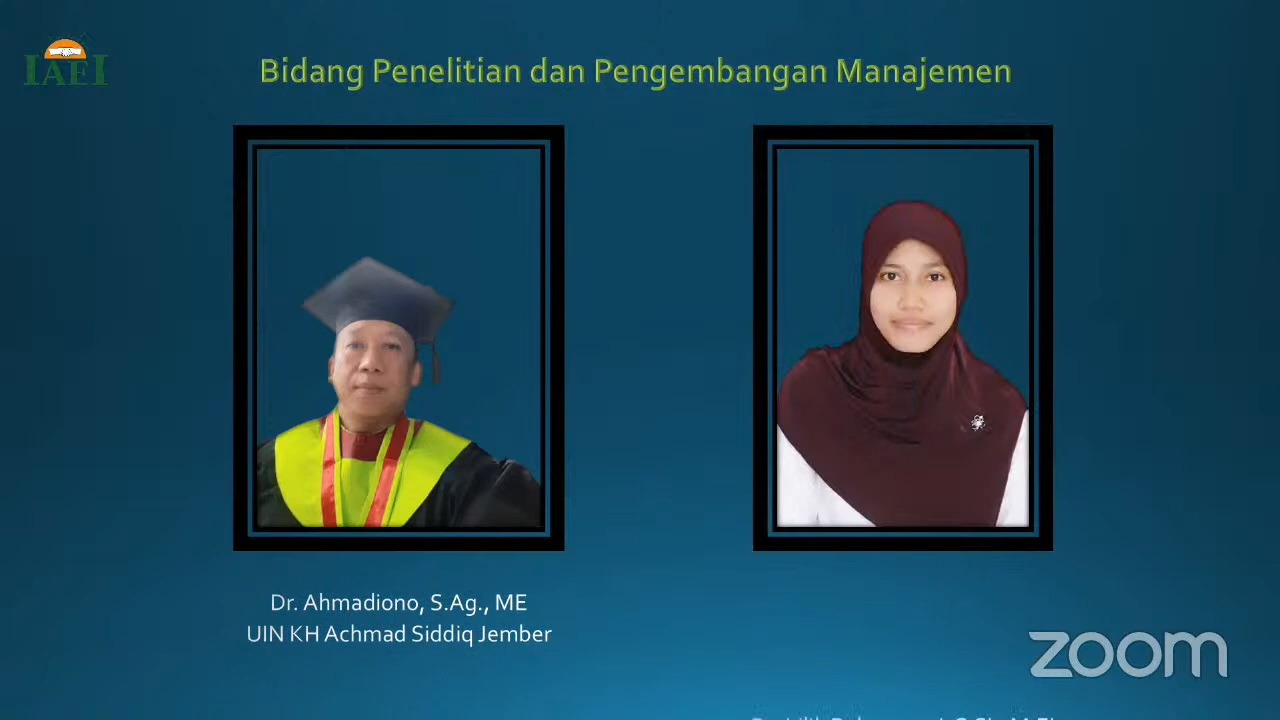 IAEI
Bidang Penelitian dan Pengembangan Manajemen
Dr. Ahmadiono, S.Ag., ME
UIN KH Achmad Siddiq Jember
zoom